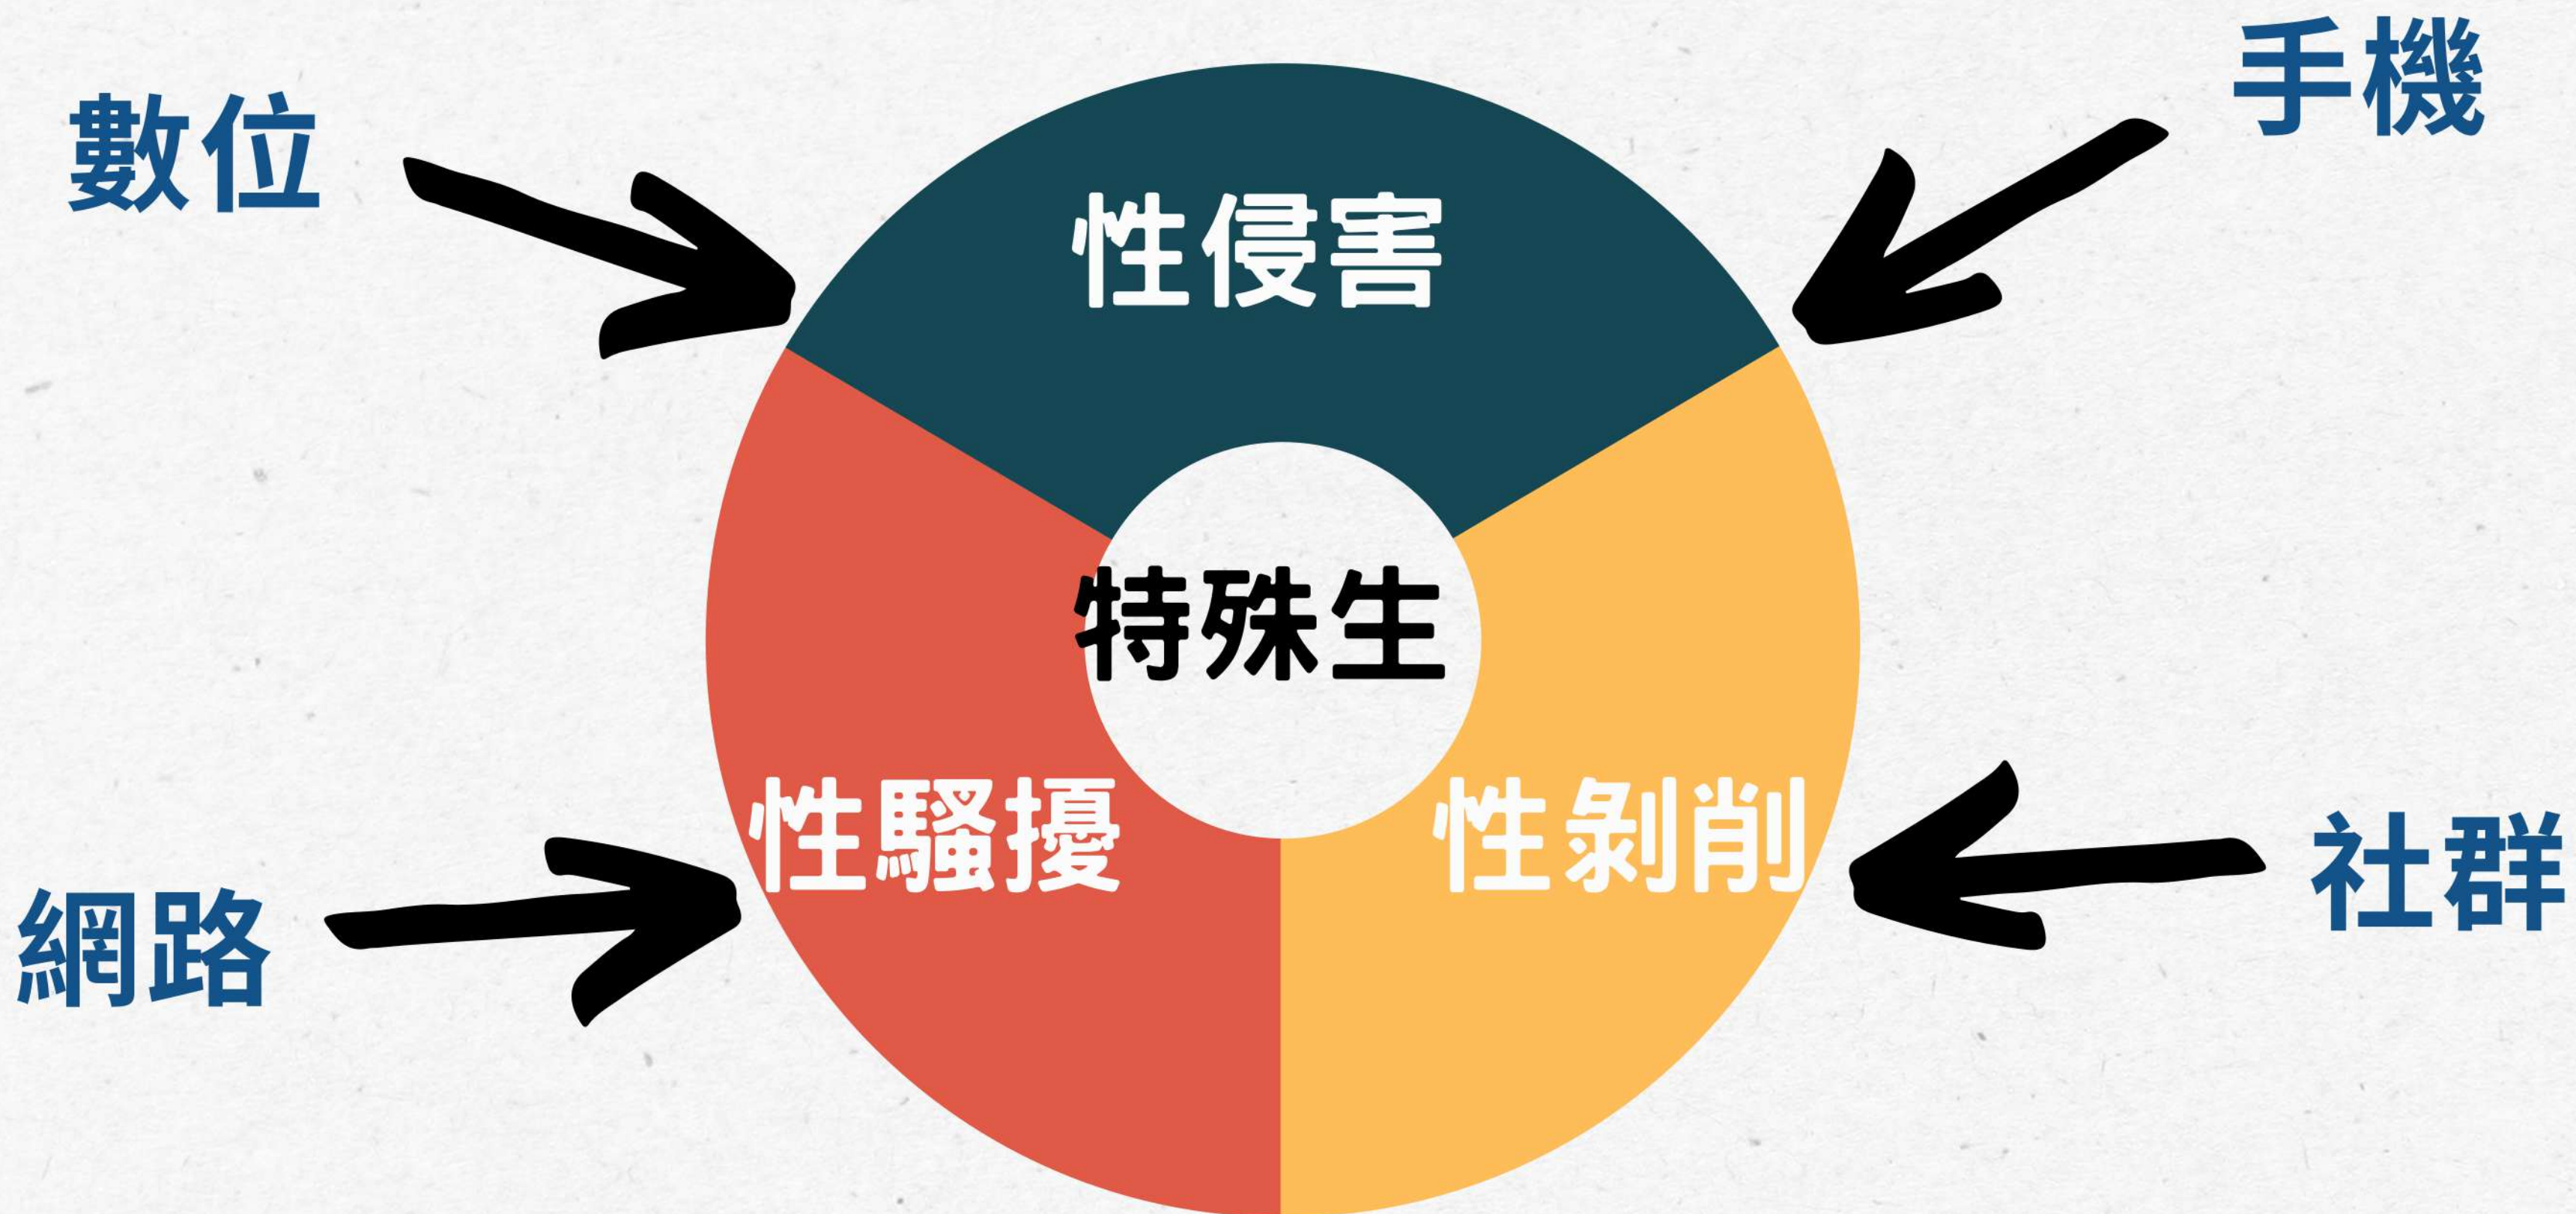 手機
數位
性侵害
特殊生
性騷擾
性剝削
社群
網路